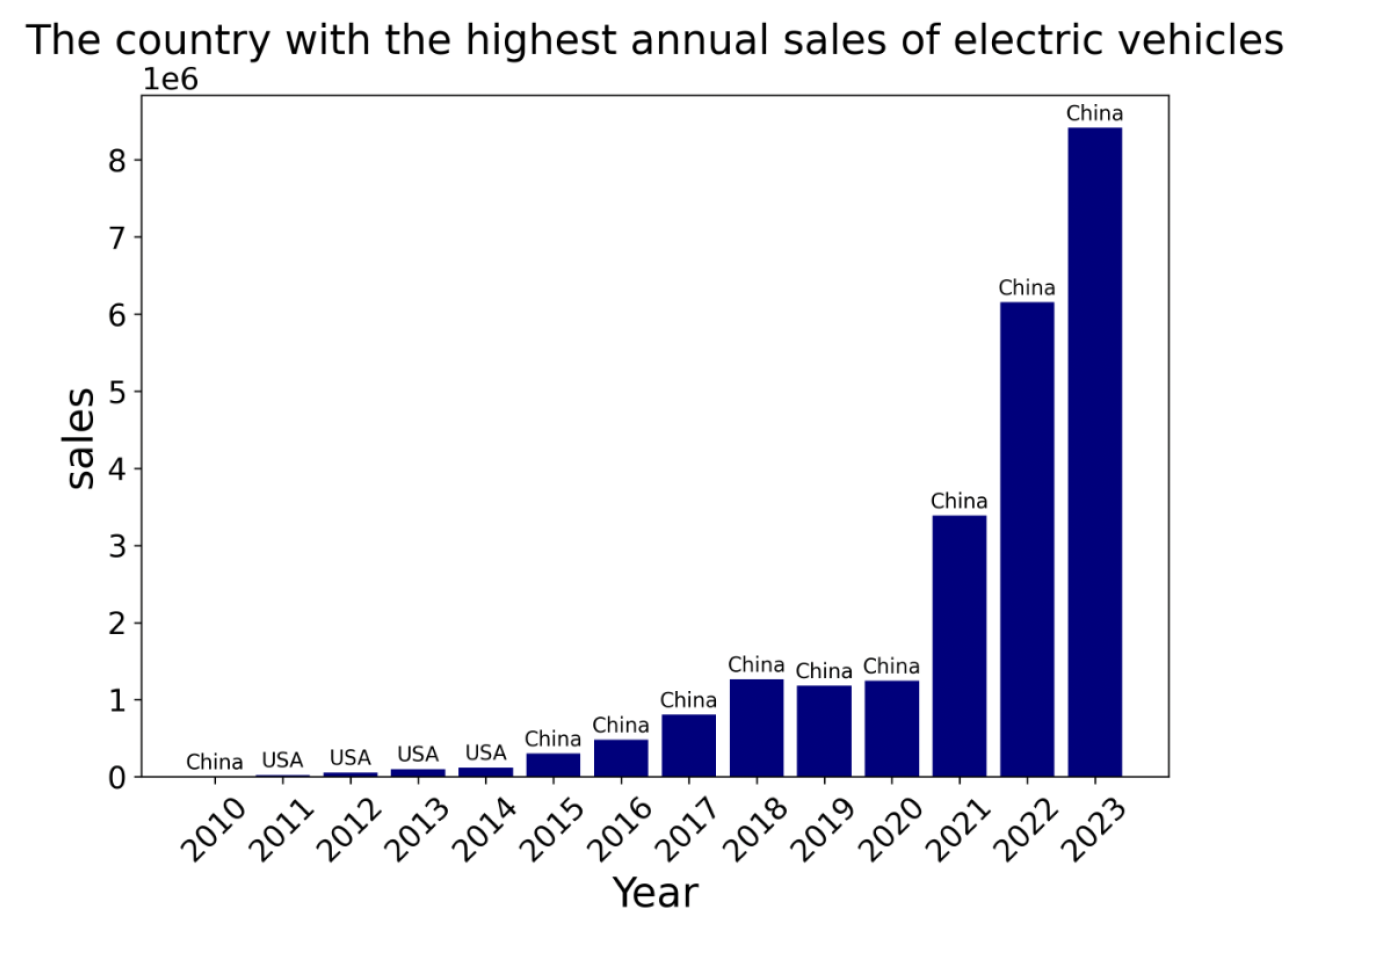 The country with the highest annual sales of electric vehicles
1e6
China
8
7
6
China
5
sales
4
China
3
2
China China China
1
China
China China USA USA USA USA China
0
2010 2011 2012 2013 2014 2015 2016 2017 2018 2019 2020 2021 2022 2023
Year